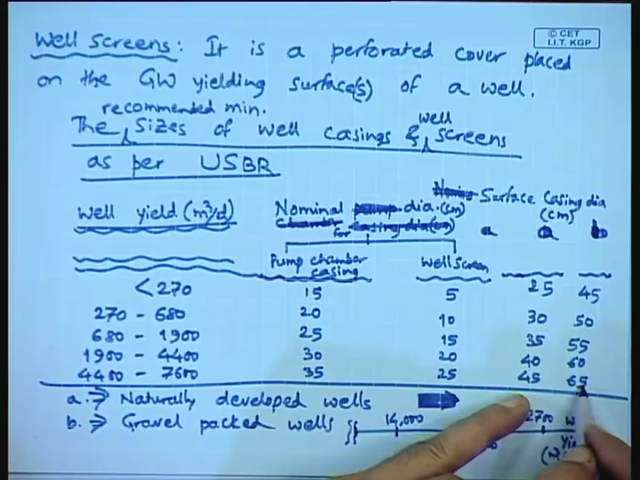 © CET
I.I.T. KGP
Well Screens: It is a perforated cover placed
on the GW yielding surface(s) of a well.
recommended min.
The sizes of well casings & well screens
as per USBR
Well yield (m³/d) Nominal dia. (cm) for Surface Casing dia (cm)
a b
Pump chamber casing Well Screen
<270 15 5 25 45
270 - 680 20 10 30 50
680 - 1900 25 15 35 55
1900 - 4400 30 20 40 60
4400 - 7600 35 25 45 65
a. ⇒ Naturally developed wells
b. ⇒ Gravel packed wells 14,000 2700